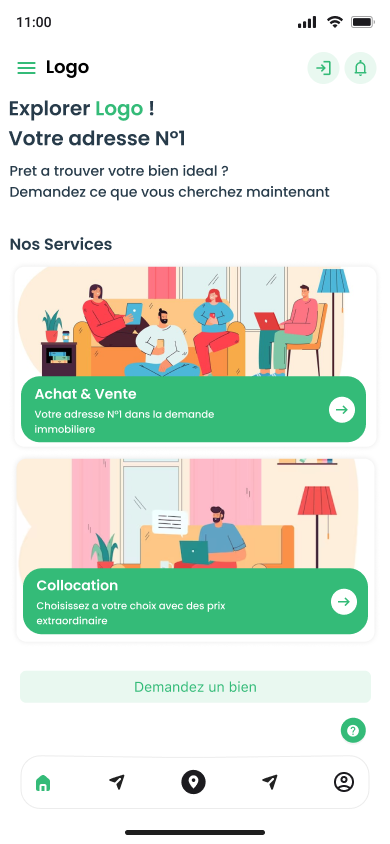 11:00
Logo
Explorer Logo !
Votre adresse N°1
Pret a trouver votre bien ideal ?
Demandez ce que vous cherchez maintenant
Nos Services
Achat & Vente
Votre adresse N°1 dans la demande
immobiliere
Collocation
Choisissez a votre choix avec des prix
extraordinaire
Demandez un bien
?